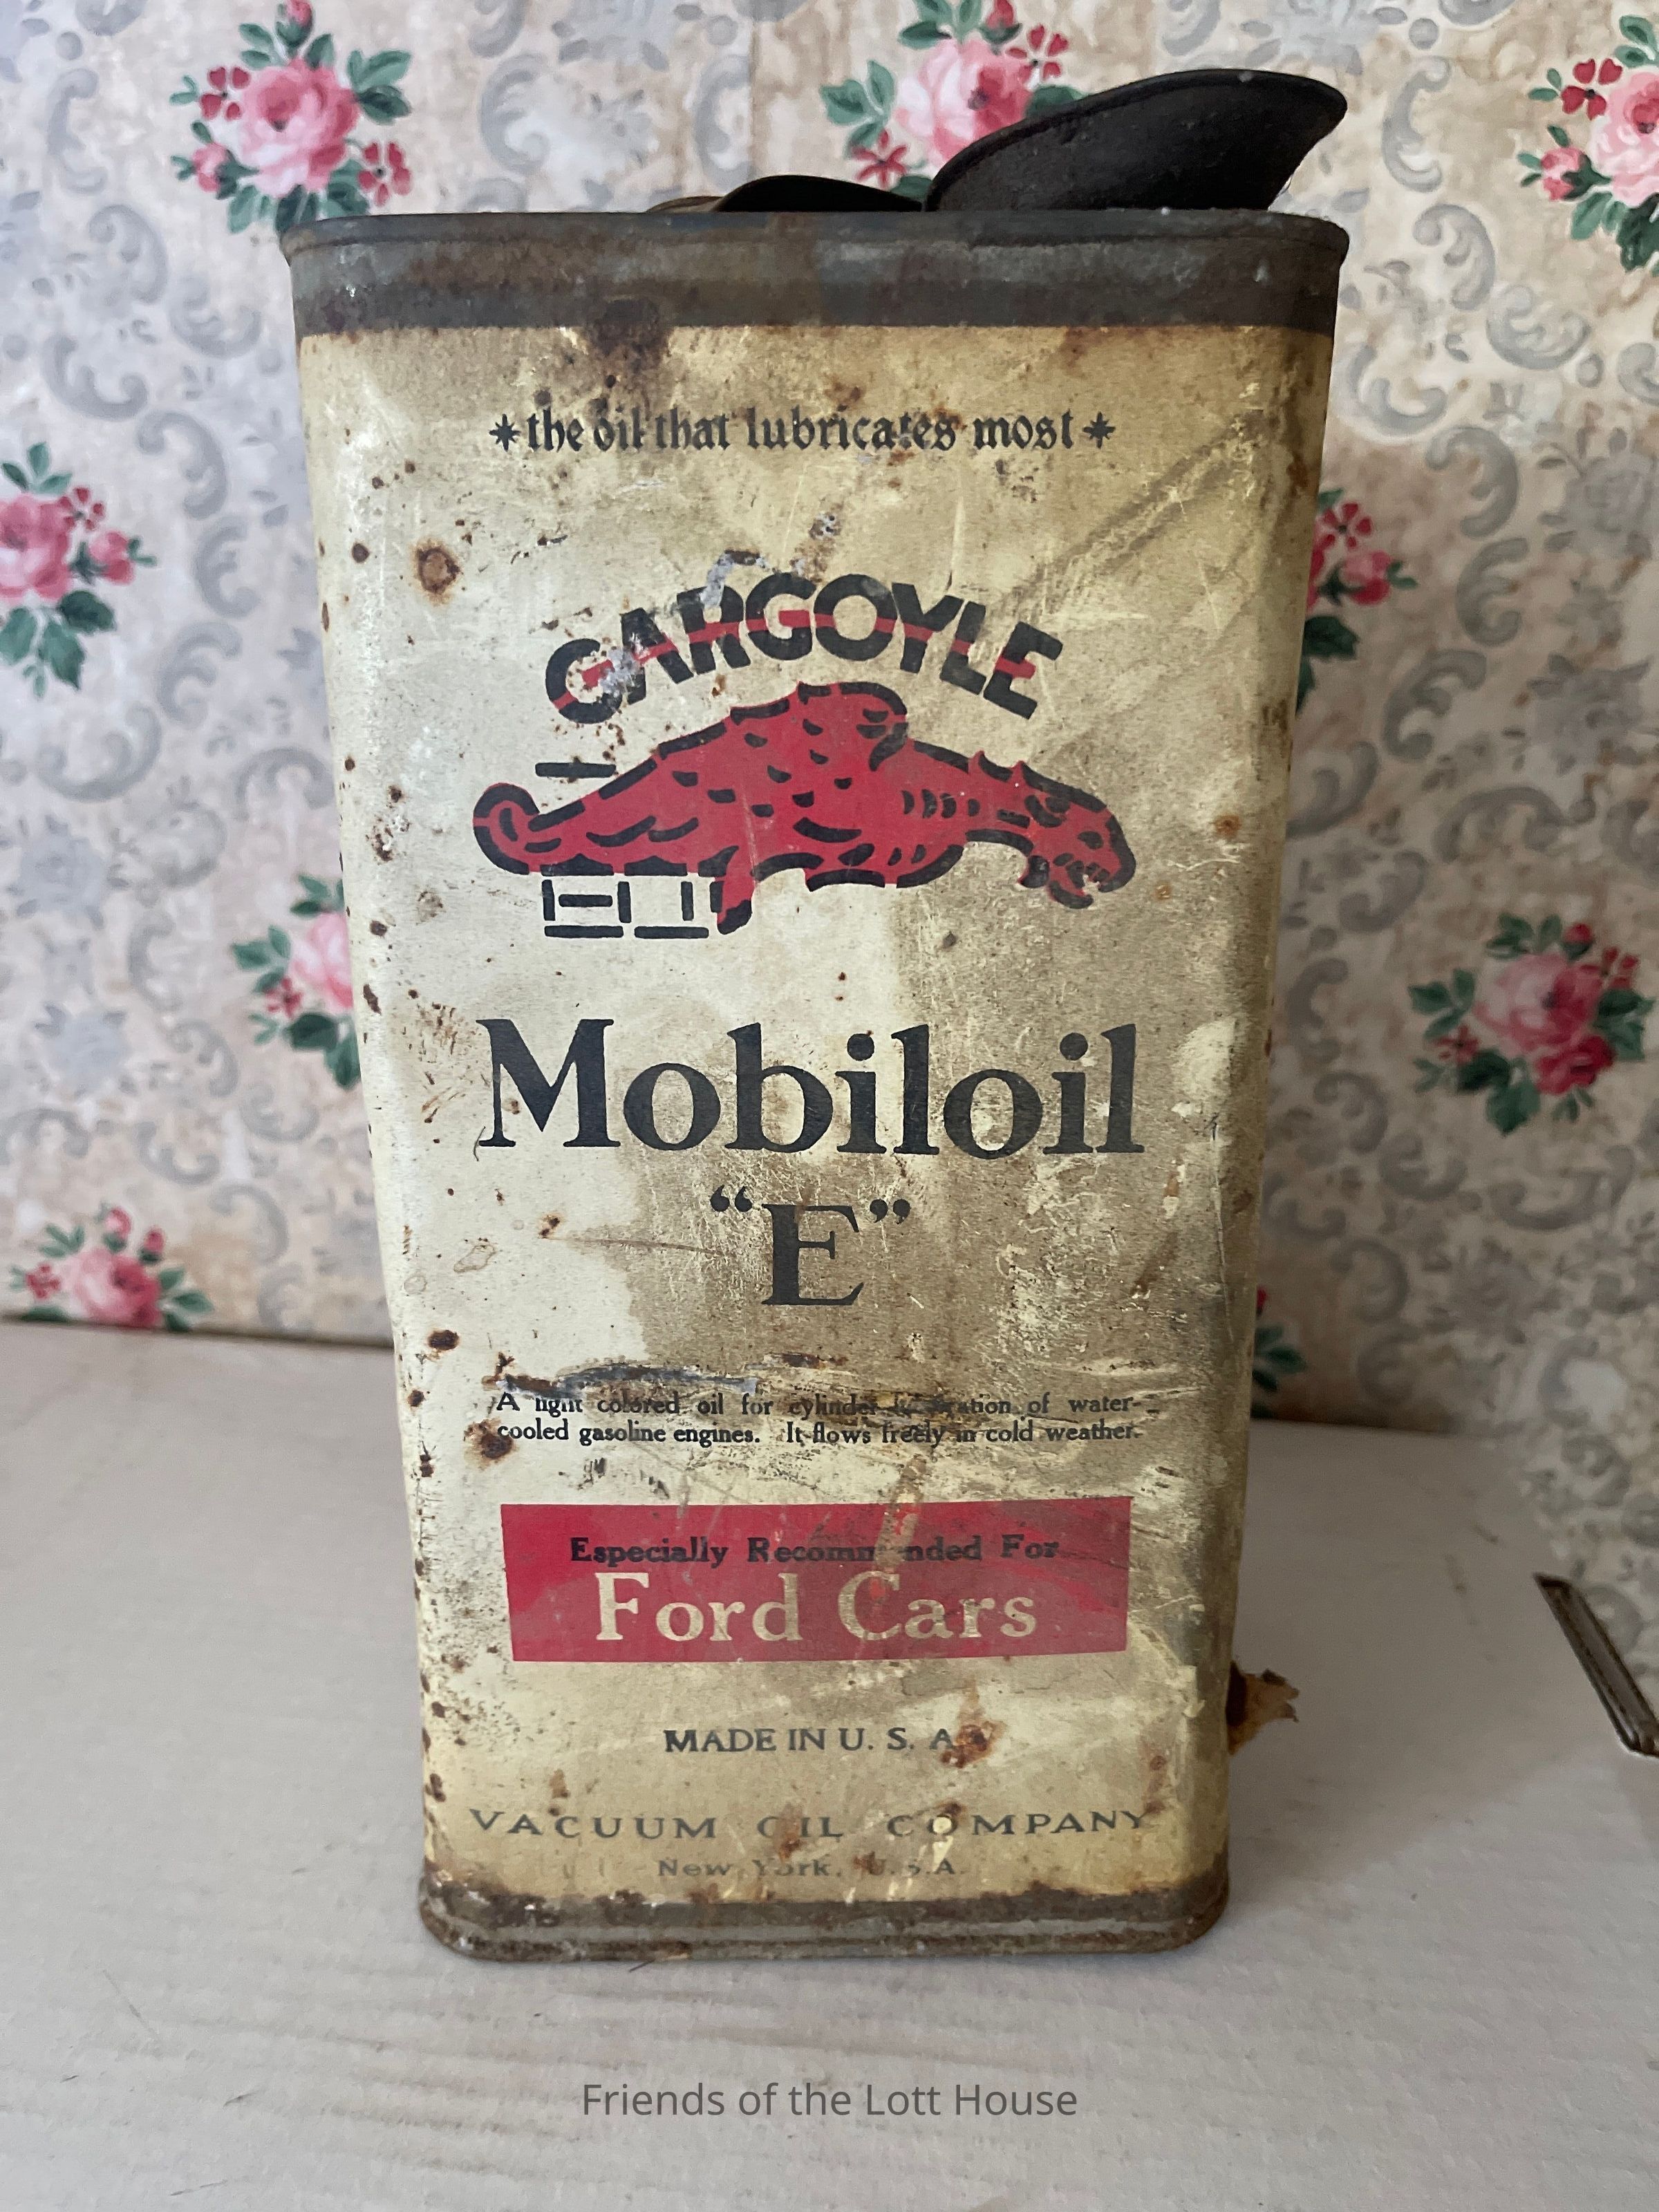 *the oil that lubricates most*
GARGOYLE
Mobiloil
“E”
A light colored oil for cylinder lubrication of water-
cooled gasoline engines. It flows freely in cold weather.
Especially Recommended For
Ford Cars
MADE IN U. S. A.
VACUUM OIL COMPANY
New York, U.S.A.
Friends of the Lott House